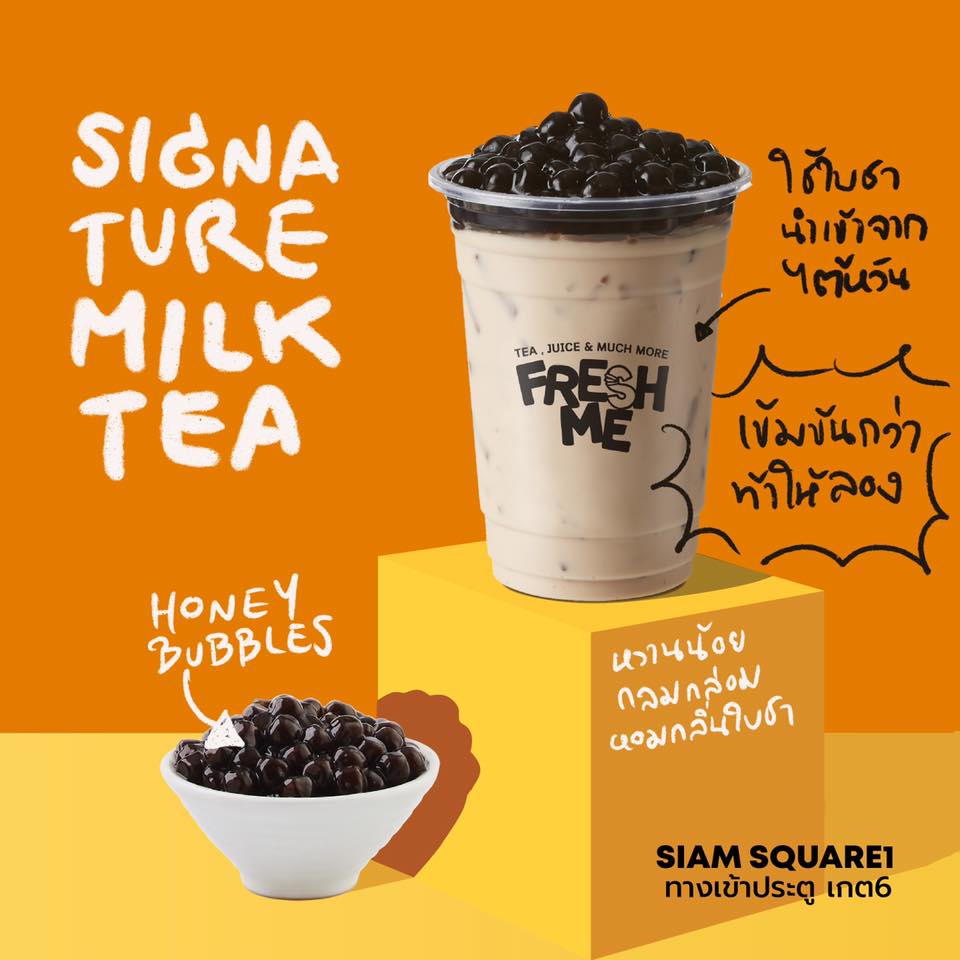 SIGNA
TURE
MILK
TEA
ใช้ใบชา
นำเข้าจาก
ไต้หวัน
TEA , JUICE & MUCH MORE
FRESH
ME
เข้มข้นกว่า
ท้าให้ลอง
HONEY
BUBBLES
หวานน้อย
กลมกล่อม
หอมกลิ่นใบชา
SIAM SQUARE1
ทางเข้าประตู เกต6